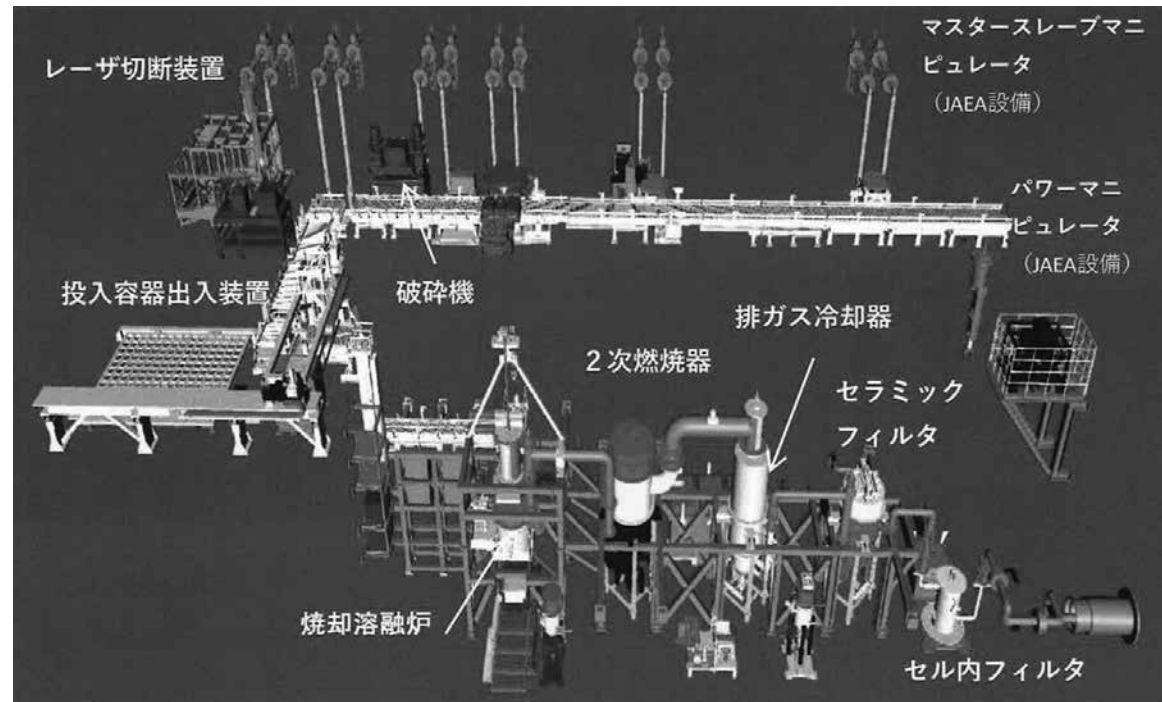 レーザ切断装置
マスタースレーブマニ
ピュレータ
（JAEA設備）
パワーマニ
ピュレータ
（JAEA設備）
投入容器出入装置
破砕機
排ガス冷却器
２次燃焼器
セラミック
フィルタ
焼却溶融炉
セル内フィルタ